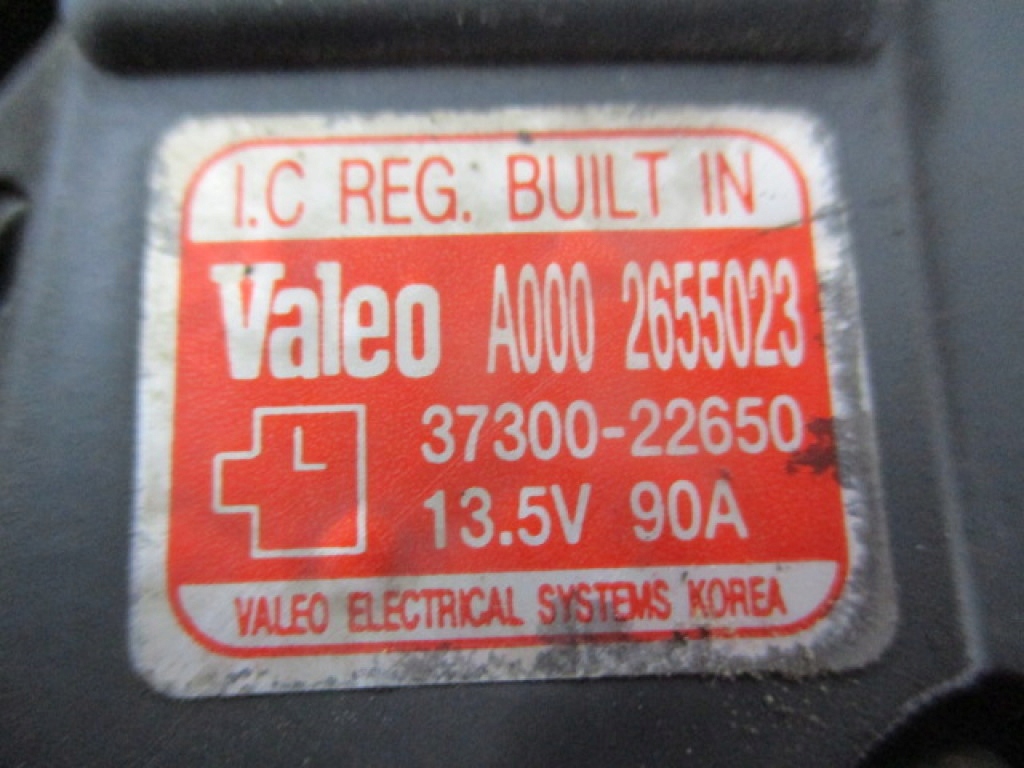 I.C REG. BUILT IN
Valeo A000 2655023
37300-22650
L
13.5V 90A
VALEO ELECTRICAL SYSTEMS KOREA